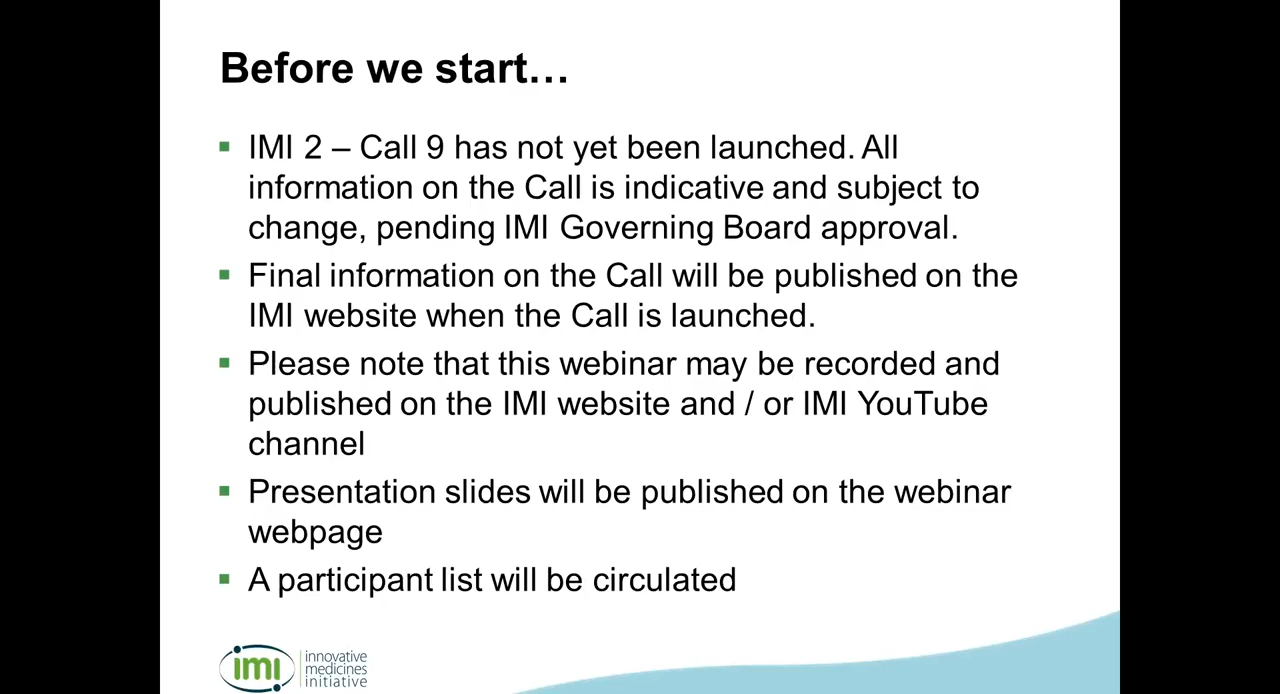 Before we start…
▪ IMI 2 – Call 9 has not yet been launched. All
information on the Call is indicative and subject to
change, pending IMI Governing Board approval.
▪ Final information on the Call will be published on the
IMI website when the Call is launched.
▪ Please note that this webinar may be recorded and
published on the IMI website and / or IMI YouTube
channel
▪ Presentation slides will be published on the webinar
webpage
▪ A participant list will be circulated
imi
innovative
medicines
initiative